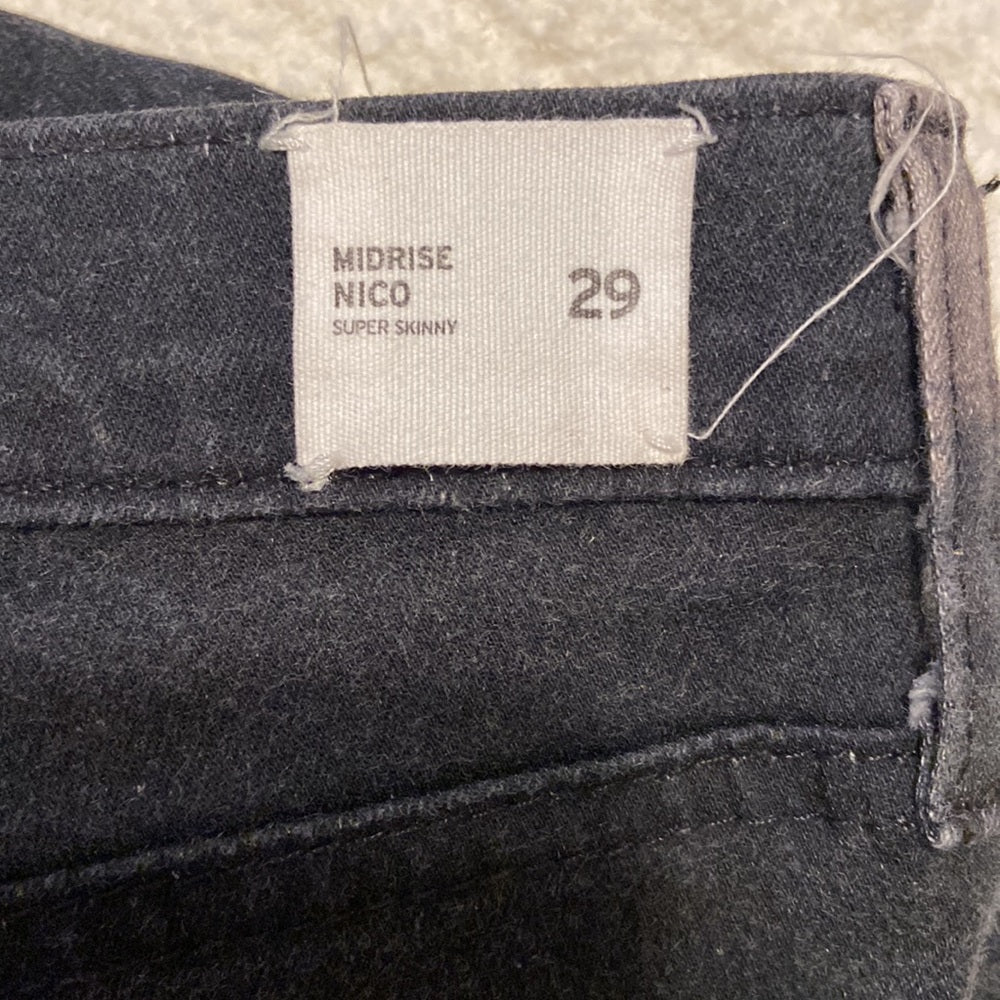 MIDRISE
NICO
SUPER SKINNY
29